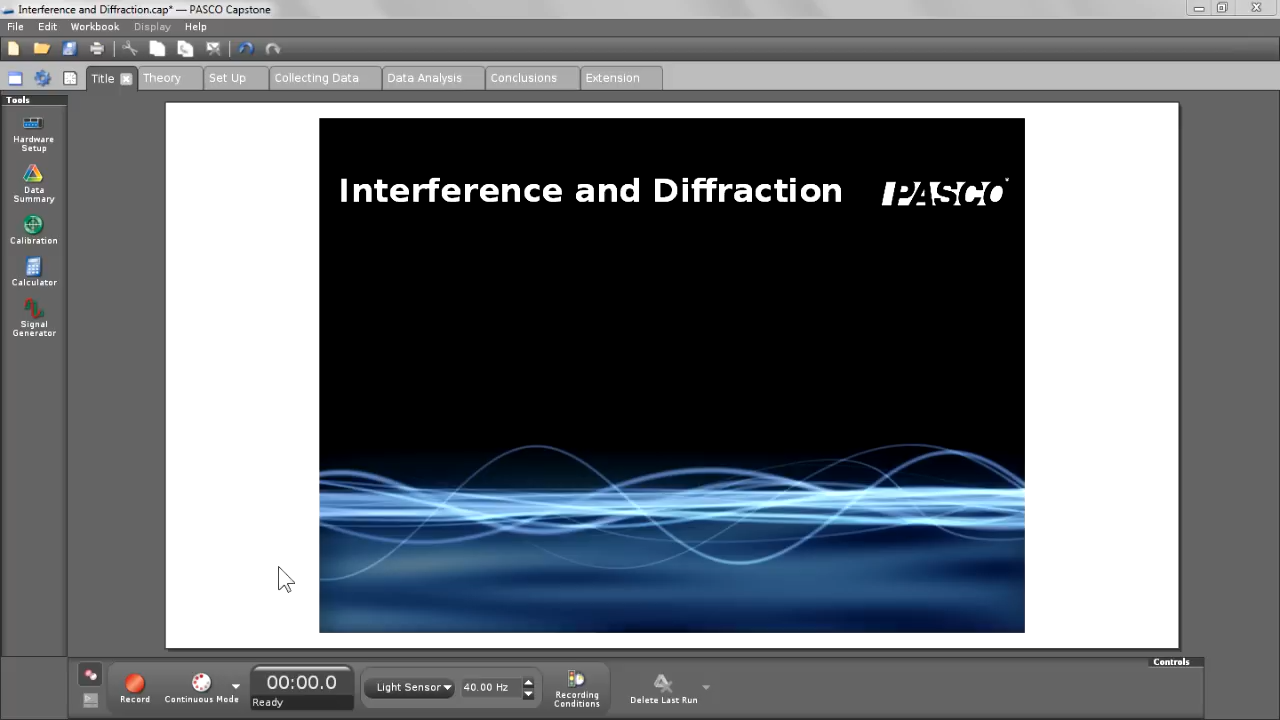 Interference and Diffraction.cap* — PASCO Capstone
File Edit Workbook Display Help
Title Theory Set Up Collecting Data Data Analysis Conclusions Extension
Tools
Hardware
Setup
Data
Summary
Calibration
Calculator
Signal
Generator
Interference and Diffraction PASCO
Controls
Record
Continuous Mode
00:00.0
Ready
Light Sensor
40.00 Hz
Recording
Conditions
Delete Last Run